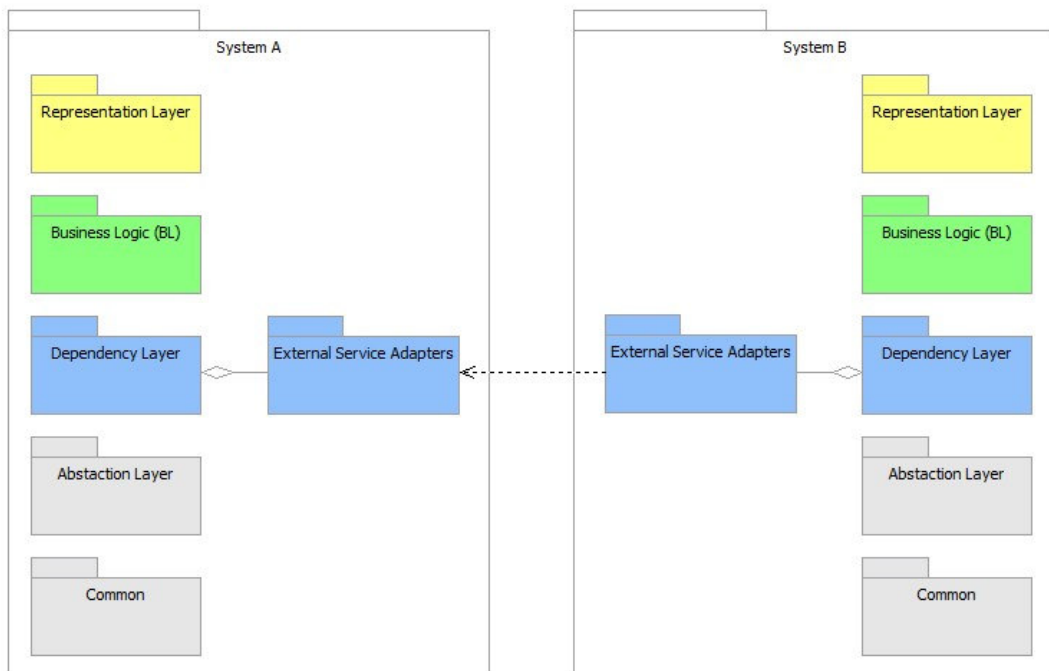 System A
System B
Representation Layer
Representation Layer
Business Logic (BL)
Business Logic (BL)
Dependency Layer
External Service Adapters
External Service Adapters
Dependency Layer
Abstaction Layer
Abstaction Layer
Common
Common